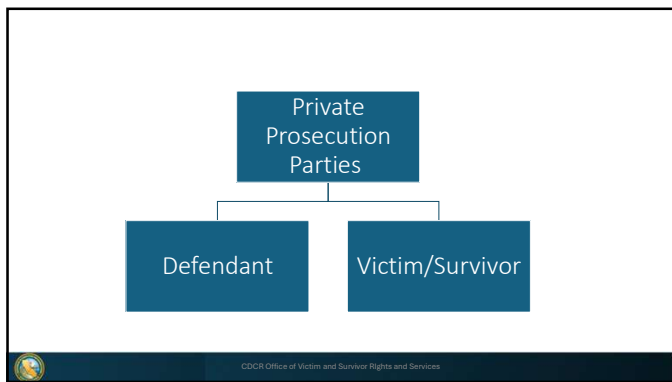 Private
Prosecution
Parties
Defendant
Victim/Survivor
CDCR Office of Victim and Survivor Rights and Services